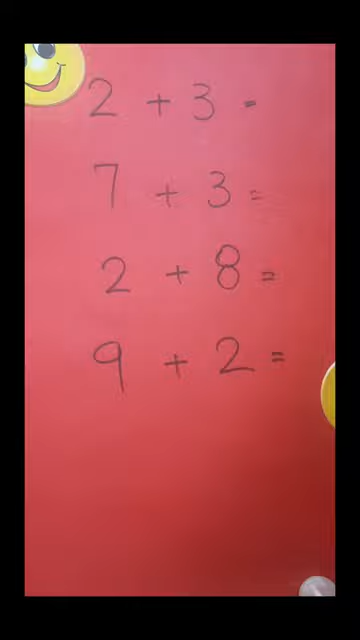 2 + 3 =
7 + 3 =
2 + 8 =
9 + 2 =